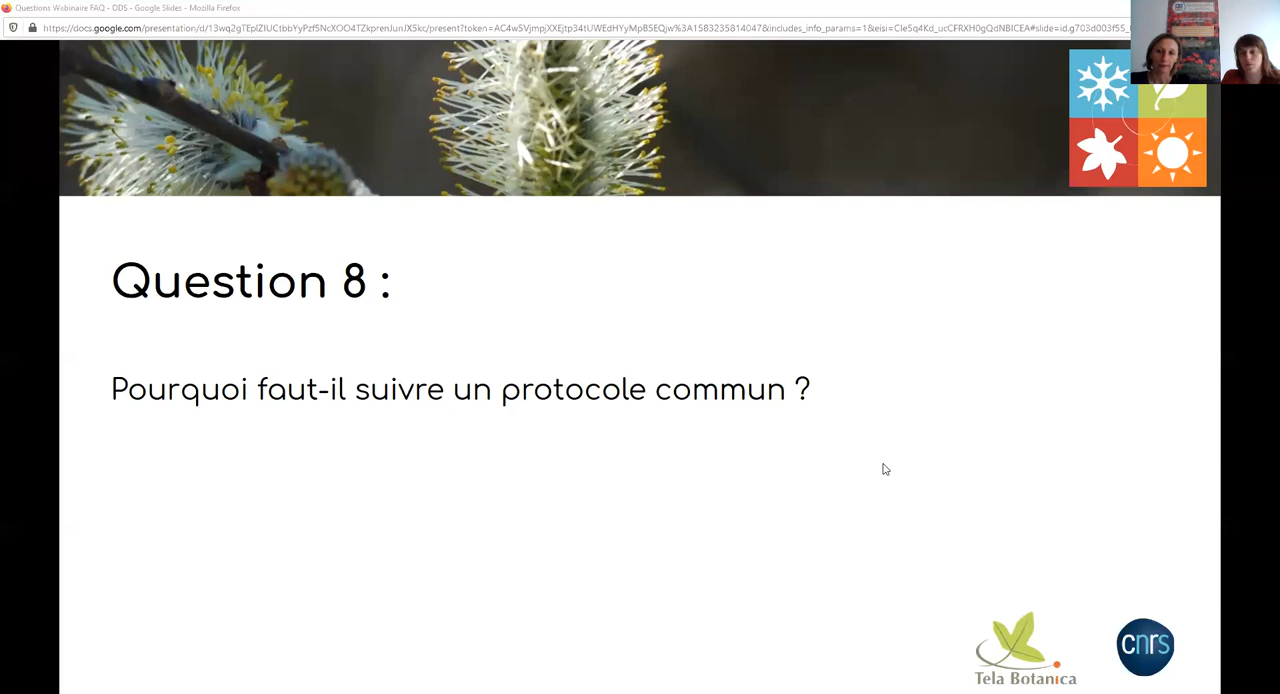 Questions Webinaire FAQ - ODS - Google Slides - Mozilla Firefox
Question 8 :
Pourquoi faut-il suivre un protocole commun ?
Tela Botanica
cnrs